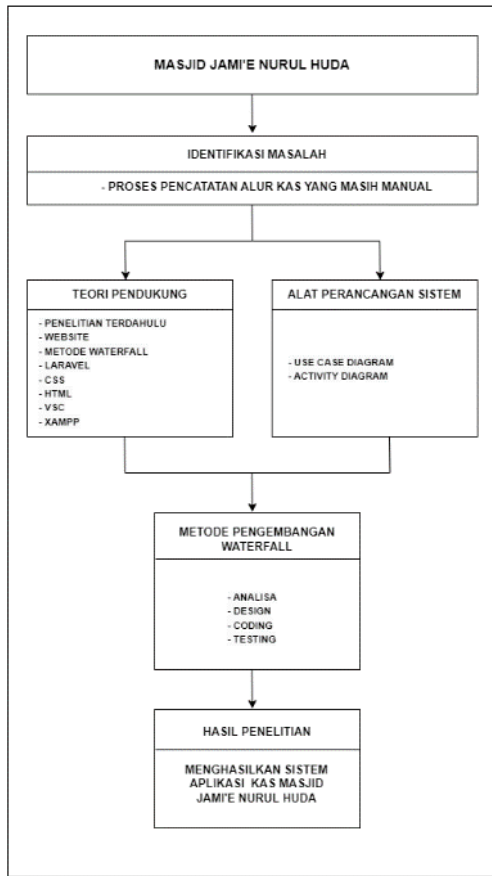 MASJID JAMI'E NURUL HUDA
IDENTIFIKASI MASALAH
- PROSES PENCATATAN ALUR KAS YANG MASIH MANUAL
TEORI PENDUKUNG
- PENELITIAN TERDAHULU
- WEBSITE
- METODE WATERFALL
- LARAVEL
- CSS
- HTML
- VSC
- XAMPP
ALAT PERANCANGAN SISTEM
- USE CASE DIAGRAM
- ACTIVITY DIAGRAM
METODE PENGEMBANGAN
WATERFALL
- ANALISA
- DESIGN
- CODING
- TESTING
HASIL PENELITIAN
MENGHASILKAN SISTEM
APLIKASI KAS MASJID
JAMI'E NURUL HUDA